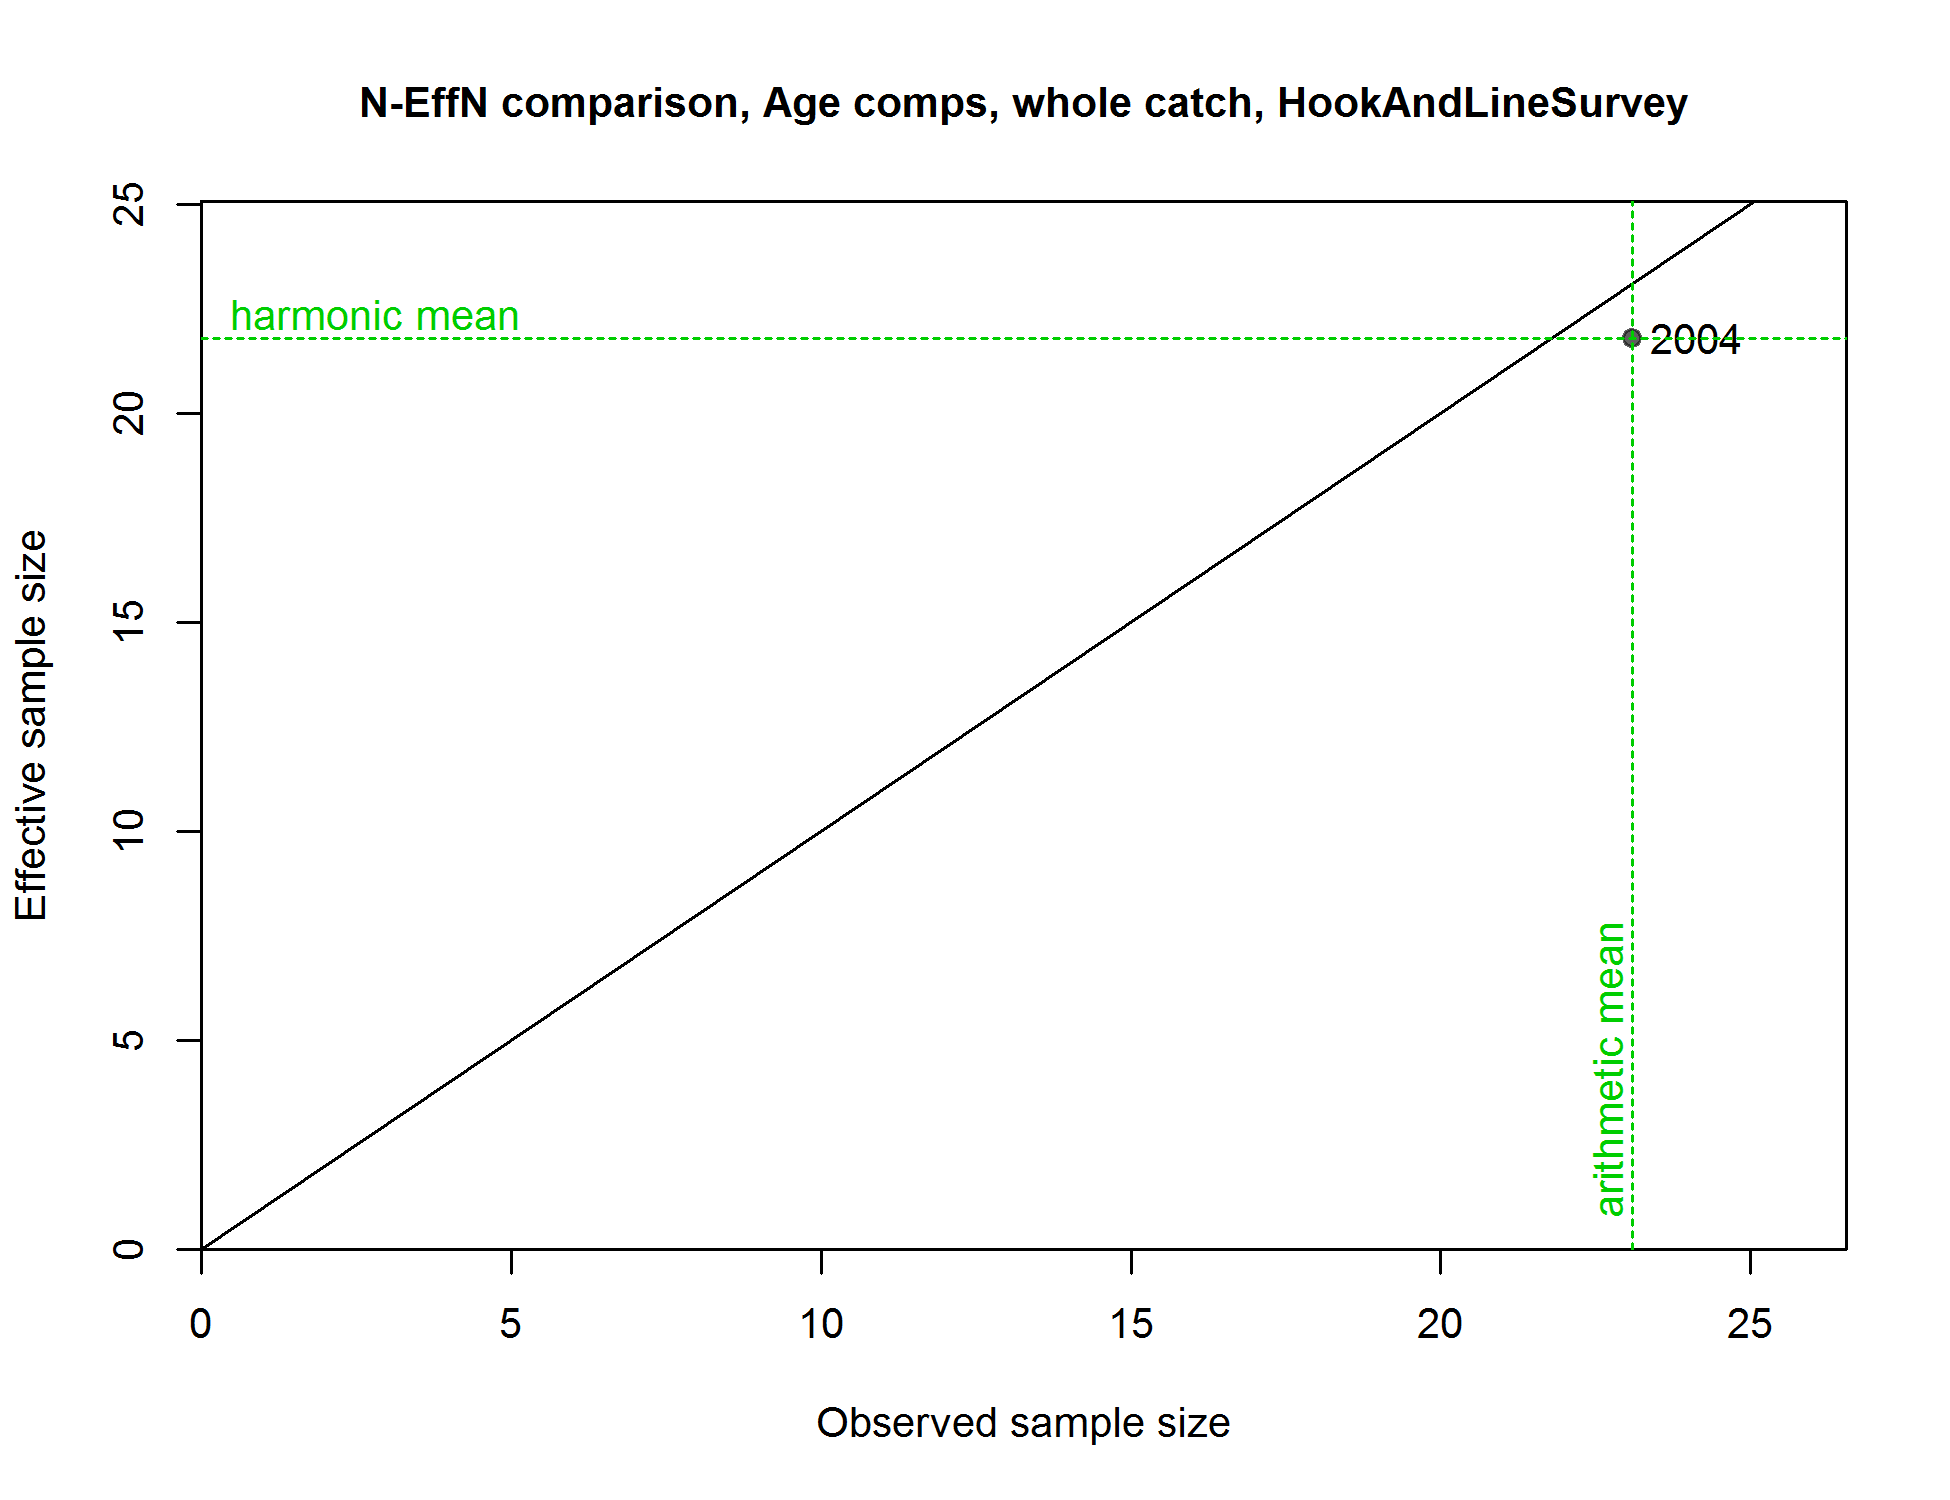 N-EffN comparison, Age comps, whole catch, HookAndLineSurvey
25
20
15
10
5
0
Effective sample size
harmonic mean
2004
arithmetic mean
0
5
10
15
20
25
Observed sample size